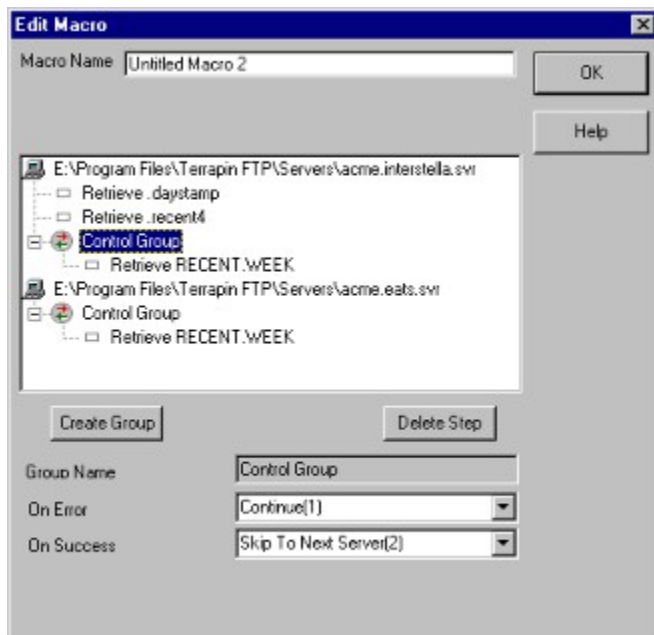 Edit Macro
Macro Name Untitled Macro 2
OK
Help
E:\Program Files\Terrapin FTP\Servers\acme.interstella.svr
Retrieve .daystamp
Retrieve .recent4
Control Group
Retrieve RECENT.WEEK
E:\Program Files\Terrapin FTP\Servers\acme.eats.svr
Control Group
Retrieve RECENT.WEEK
Create Group Delete Step
Group Name Control Group
On Error Continue(1)
On Success Skip To Next Server(2)